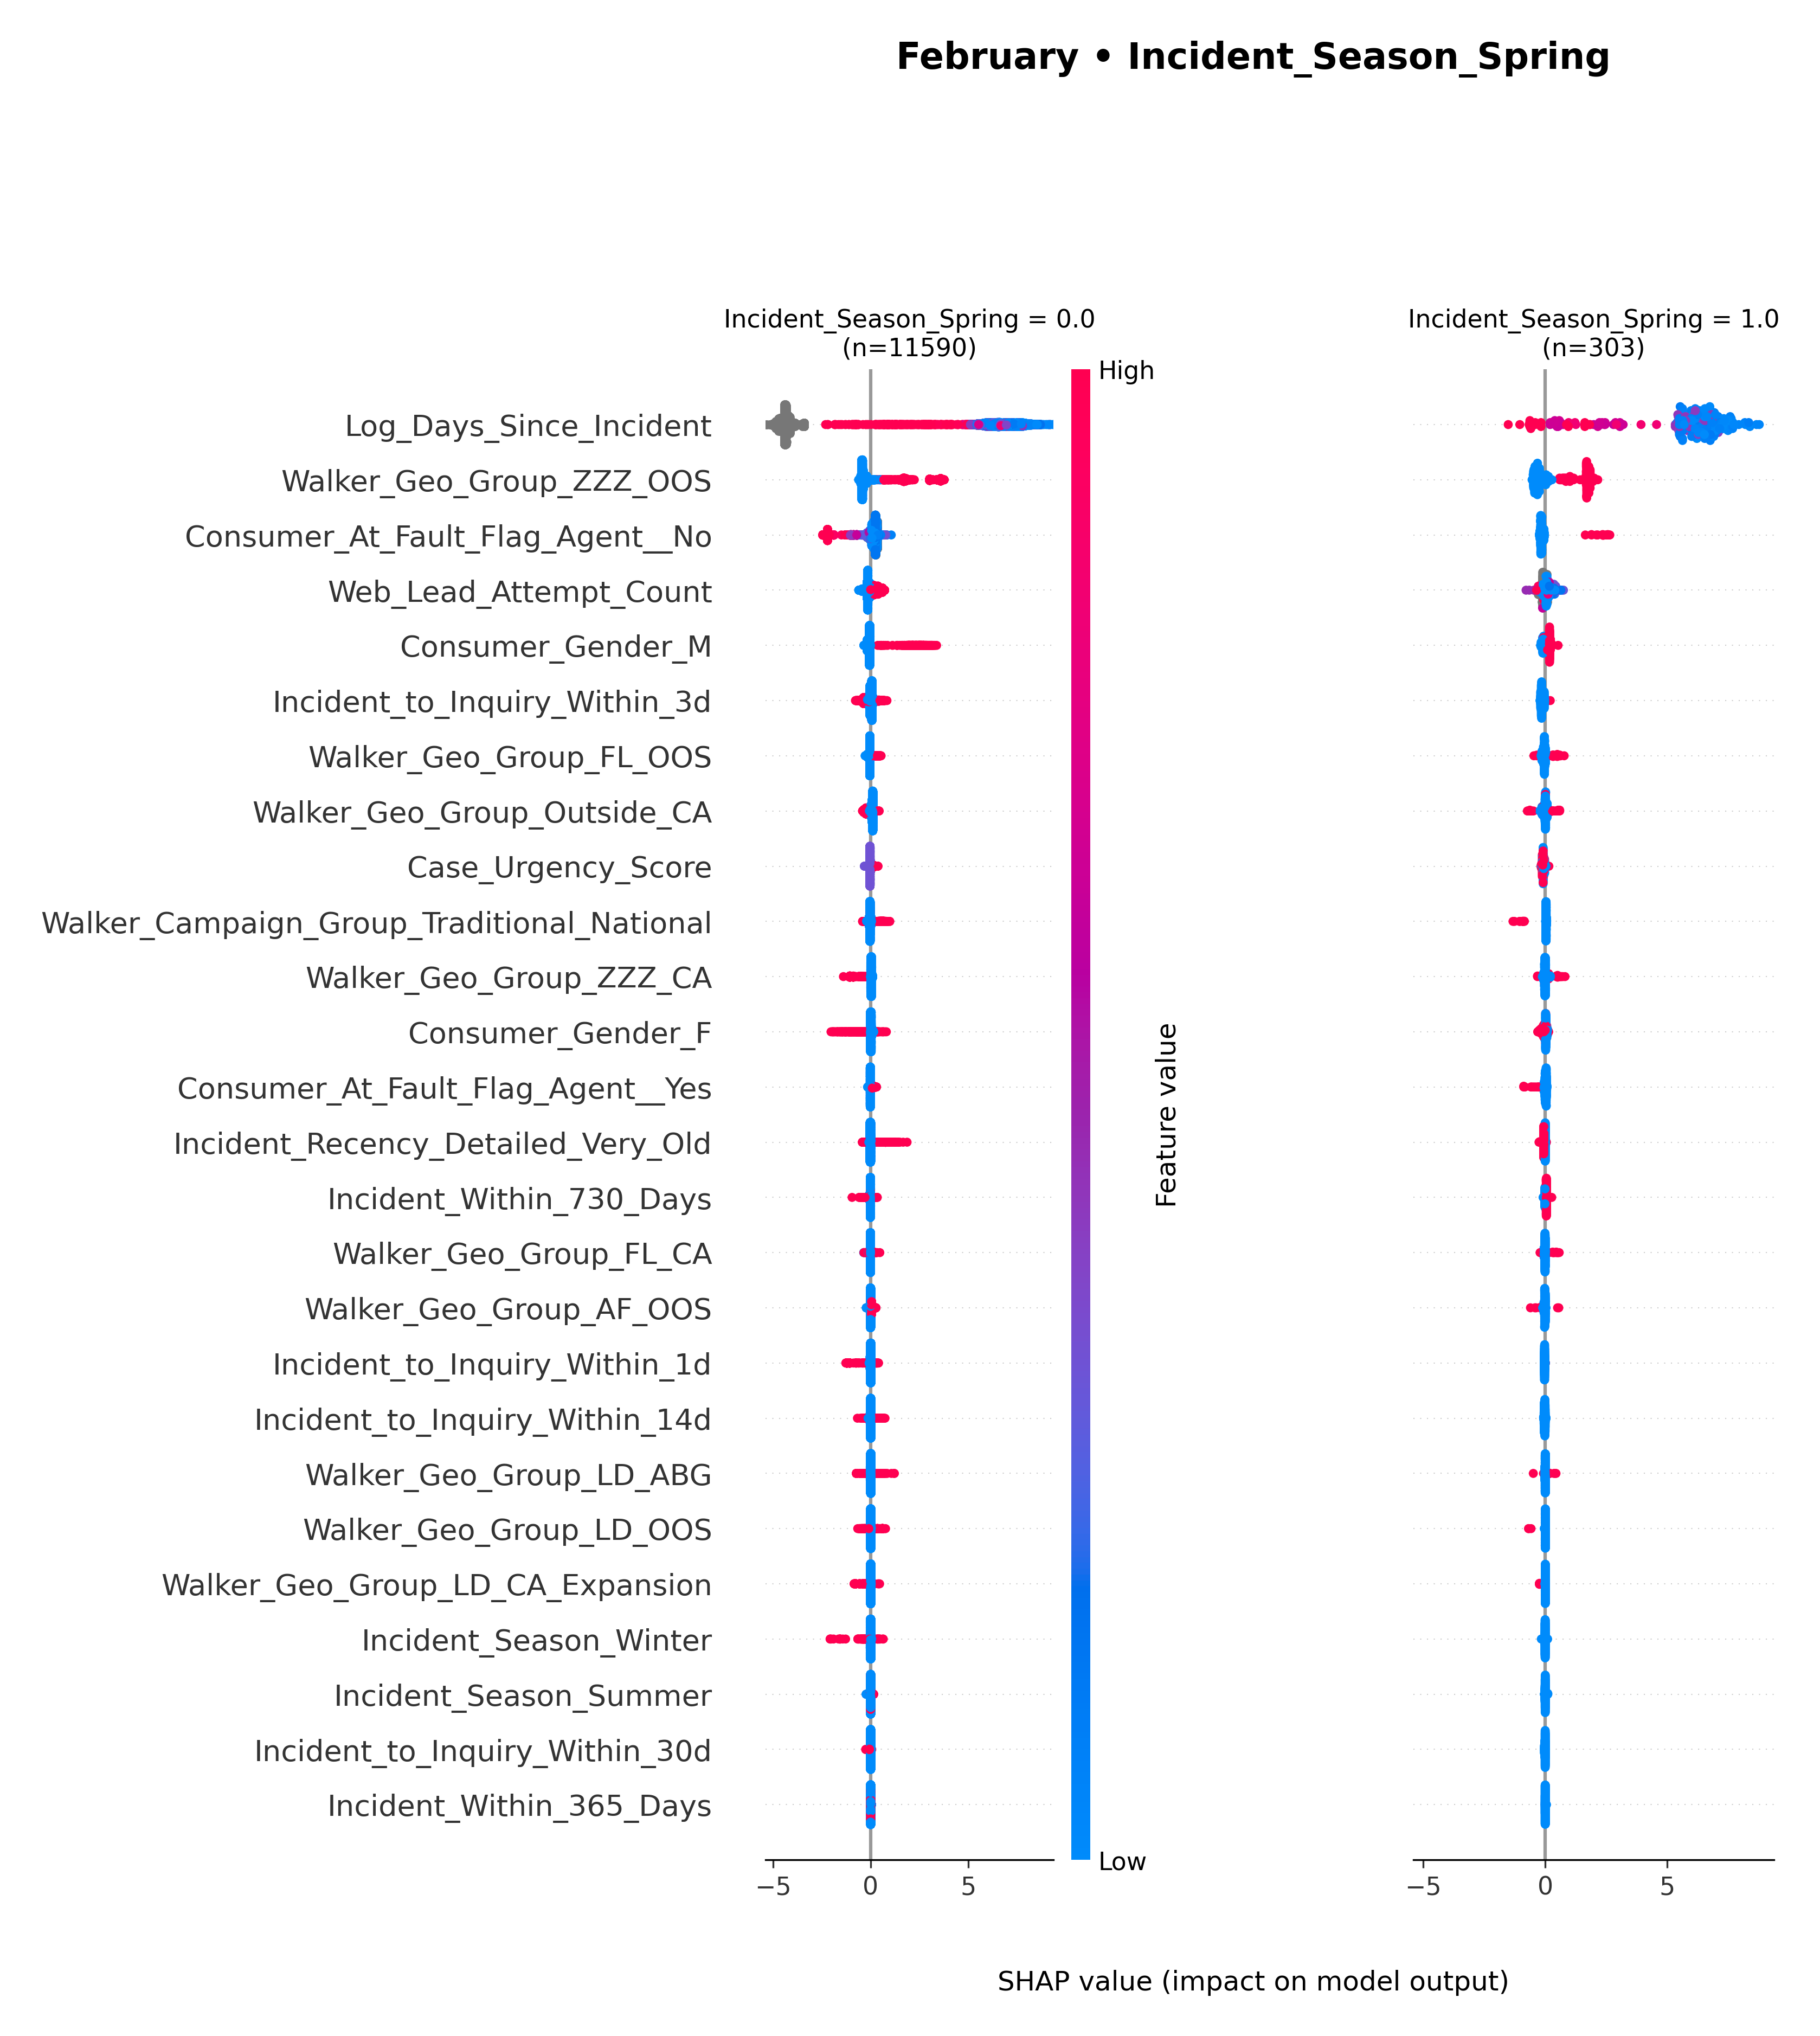 February • Incident_Season_Spring
Incident_Season_Spring = 0.0
(n=11590)
Incident_Season_Spring = 1.0
(n=303)
High
Log_Days_Since_Incident
Walker_Geo_Group_ZZZ_OOS
Consumer_At_Fault_Flag_Agent__No
Web_Lead_Attempt_Count
Consumer_Gender_M
Incident_to_Inquiry_Within_3d
Walker_Geo_Group_FL_OOS
Walker_Geo_Group_Outside_CA
Case_Urgency_Score
Walker_Campaign_Group_Traditional_National
Walker_Geo_Group_ZZZ_CA
Consumer_Gender_F
Consumer_At_Fault_Flag_Agent__Yes
Incident_Recency_Detailed_Very_Old
Incident_Within_730_Days
Walker_Geo_Group_FL_CA
Walker_Geo_Group_AF_OOS
Incident_to_Inquiry_Within_1d
Incident_to_Inquiry_Within_14d
Walker_Geo_Group_LD_ABG
Walker_Geo_Group_LD_OOS
Walker_Geo_Group_LD_CA_Expansion
Incident_Season_Winter
Incident_Season_Summer
Incident_to_Inquiry_Within_30d
Incident_Within_365_Days
Feature value
Low
−5 0 5
−5 0 5
SHAP value (impact on model output)